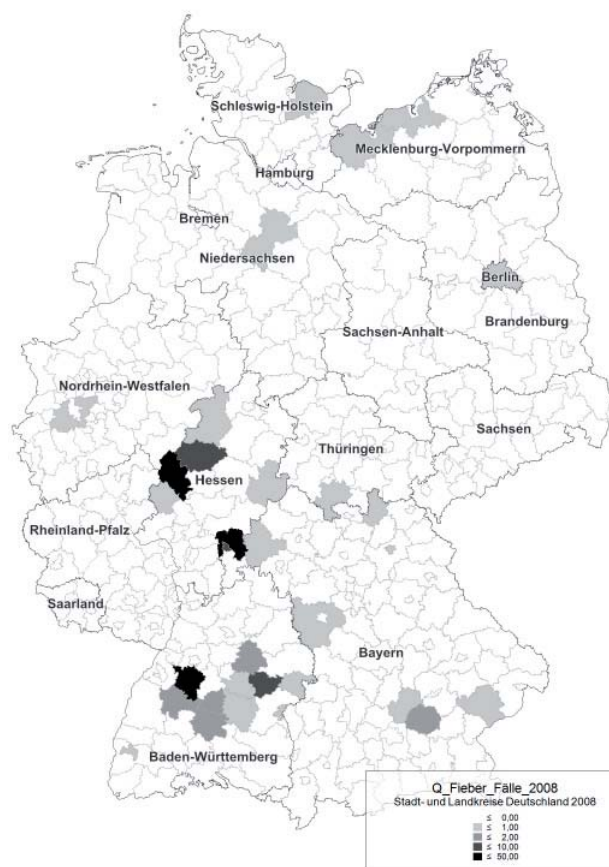 Schleswig-Holstein
Mecklenburg-Vorpommern
Hamburg
Bremen
Niedersachsen
Berlin
Brandenburg
Sachsen-Anhalt
Nordrhein-Westfalen
Sachsen
Thüringen
Hessen
Rheinland-Pfalz
Saarland
Bayern
Baden-Württemberg
Q_Fieber_Fälle_2008
Stadt- und Landkreise Deutschland 2008
≤ 0,00
≤ 1,00
≤ 2,00
≤ 10,00
≤ 50,00